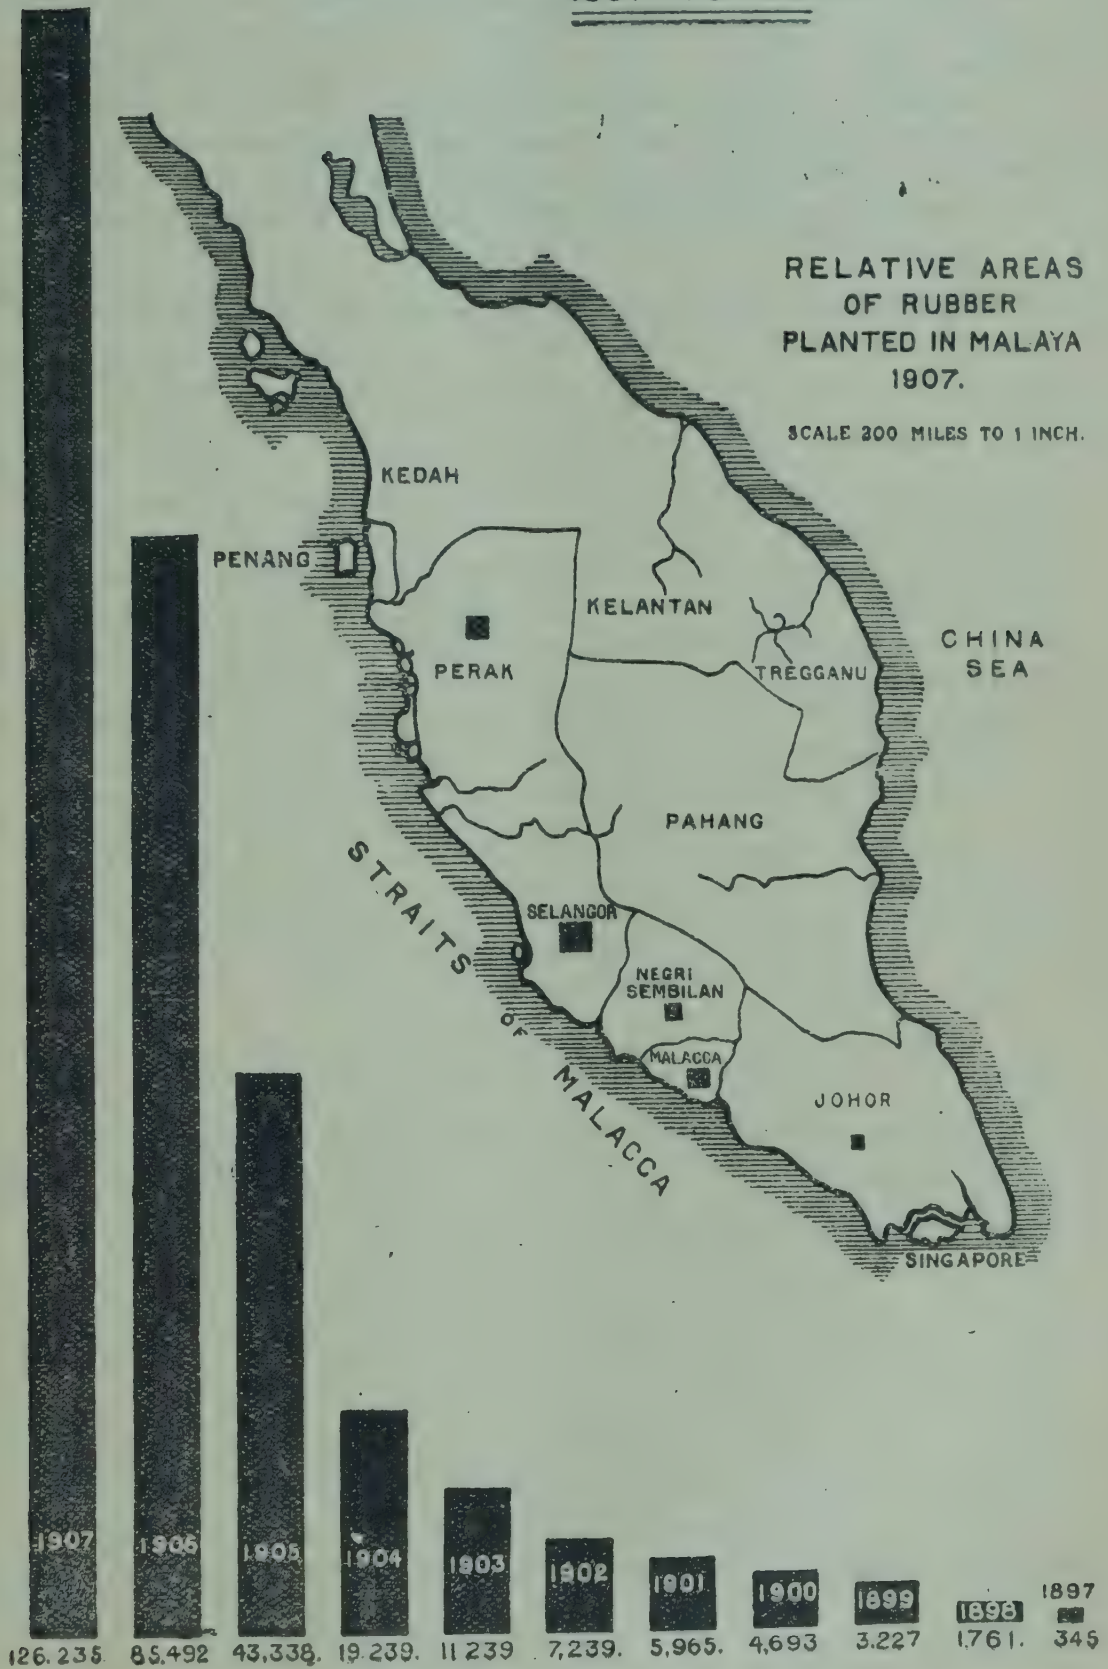 RELATIVE AREAS
OF RUBBER
PLANTED IN MALAYA
1907.
SCALE 200 MILES TO 1 INCH.
KEDAH
PENANG
KELANTAN
PERAK
TREGGANU
CHINA
SEA
PAHANG
STRAITS OF MALACCA
SELANGOR
NEGRI
SEMBILAN
MALACCA
JOHOR
SINGAPORE
1907 1906 1905 1904 1903 1902 1901 1900 1899 1898 1897
126.235 85.492 43,338. 19.239. 11 239 7,239. 5,965. 4,693 3.227 1.761. 345